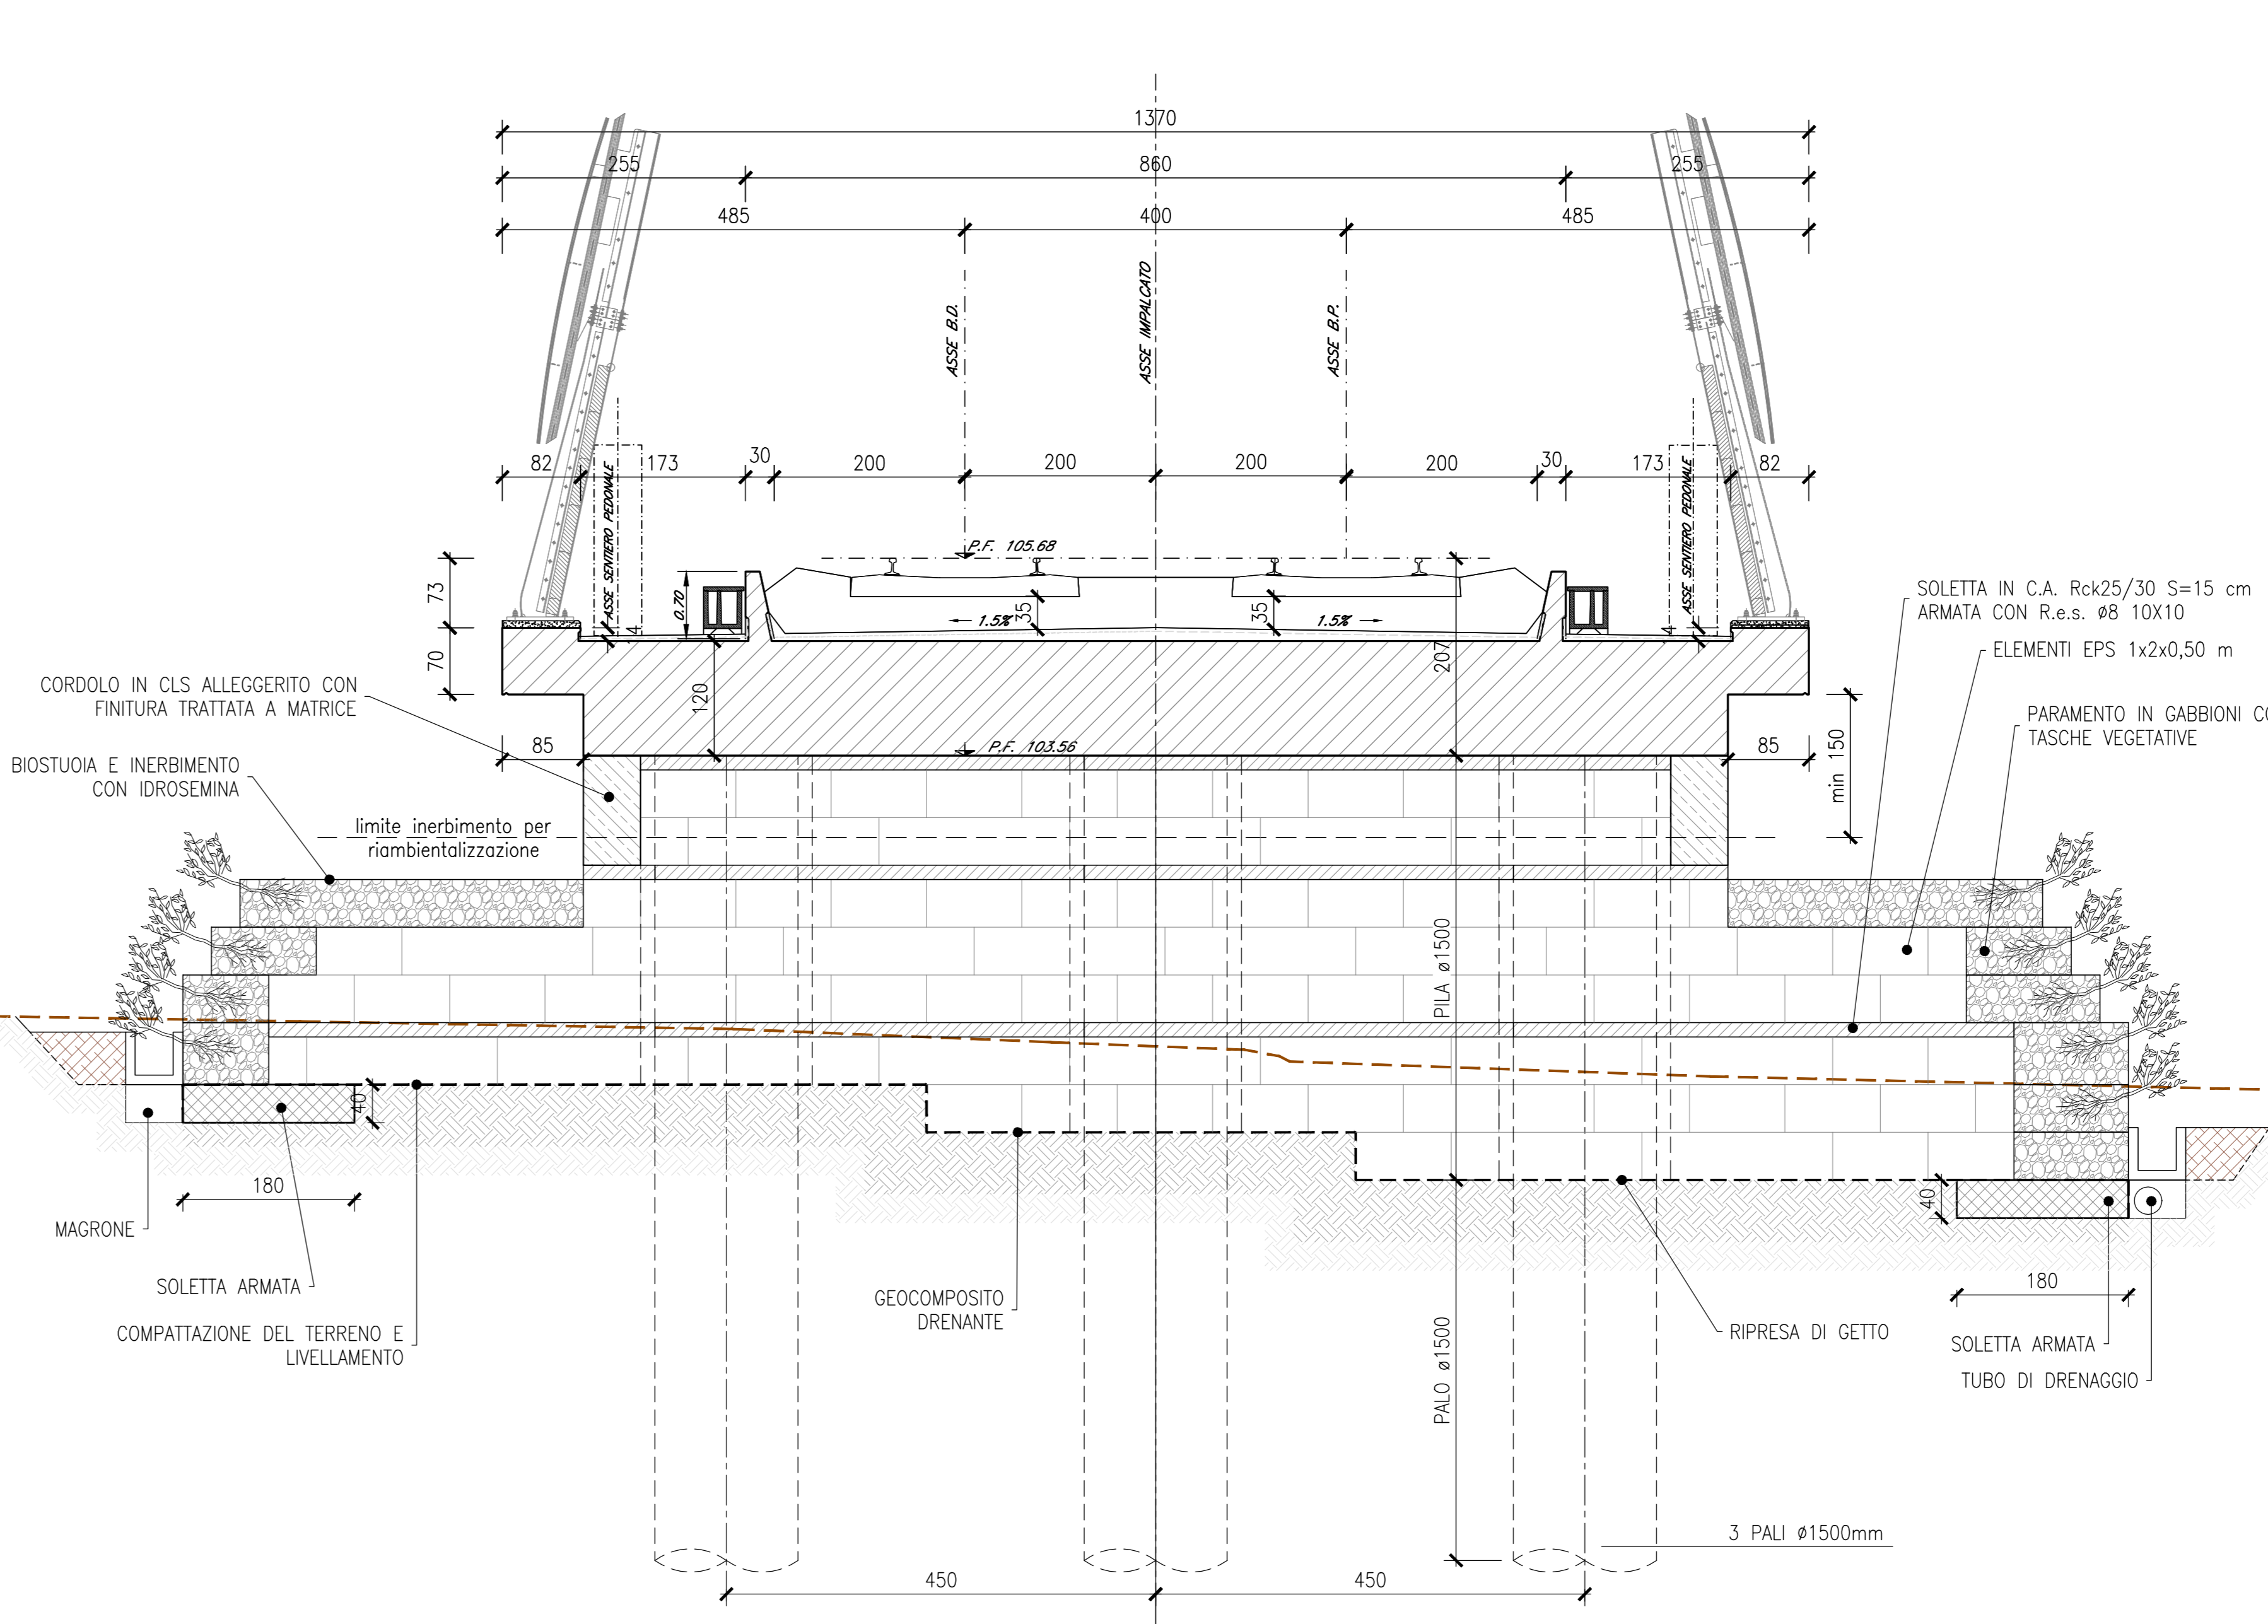 1370
255
860
255
485
400
485
ASSE B.D.
ASSE IMPALCATO
ASSE B.P.
82
173
30
200
200
200
200
30
173
82
ASSE SENTIERO PEDONALE
ASSE SENTIERO PEDONALE
P.F. 105.68
73
0.70
35
35
1.5%
1.5%
4
4
70
120
207
SOLETTA IN C.A. Rck25/30 S=15 cm
ARMATA CON R.e.s. ø8 10X10
ELEMENTI EPS 1x2x0,50 m
CORDOLO IN CLS ALLEGGERITO CON
FINITURA TRATTATA A MATRICE
PARAMENTO IN GABBIONI CO
TASCHE VEGETATIVE
85
P.F. 103.56
85
min 150
BIOSTUOIA E INERBIMENTO
CON IDROSEMINA
limite inerbimento per
riambientalizzazione
PILA ø1500
40
180
40
MAGRONE
SOLETTA ARMATA
GEOCOMPOSITO
DRENANTE
180
COMPATTAZIONE DEL TERRENO E
LIVELLAMENTO
RIPRESA DI GETTO
SOLETTA ARMATA
TUBO DI DRENAGGIO
PALO ø1500
3 PALI Ø1500mm
450
450